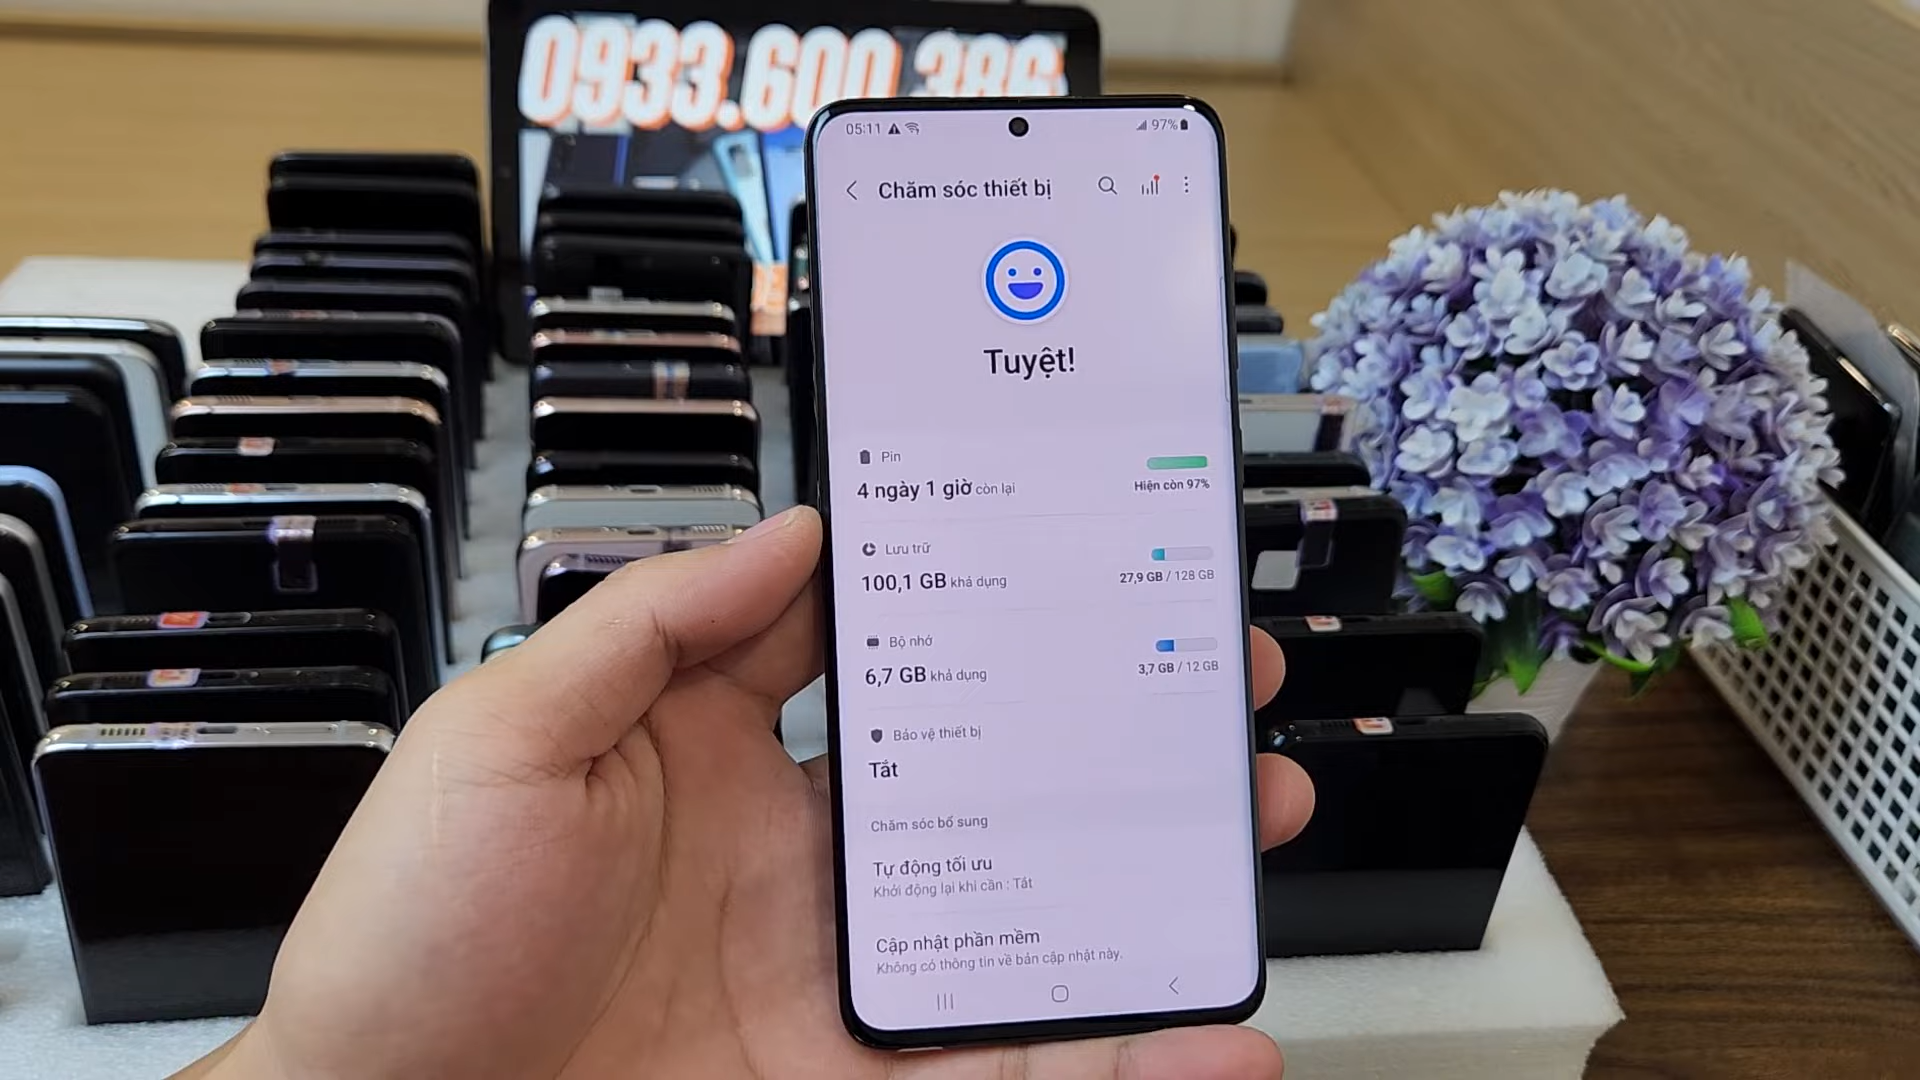 0933.600.386
05:11
97%
Chăm sóc thiết bị
Tuyệt!
Pin
4 ngày 1 giờ còn lại
Hiện còn 97%
Lưu trữ
100,1 GB khả dụng
27,9 GB / 128 GB
Bộ nhớ
6,7 GB khả dụng
3,7 GB / 12 GB
Bảo vệ thiết bị
Tắt
Chăm sóc bổ sung
Tự động tối ưu
Khởi động lại khi cần : Tắt
Cập nhật phần mềm
Không có thông tin về bản cập nhật này.